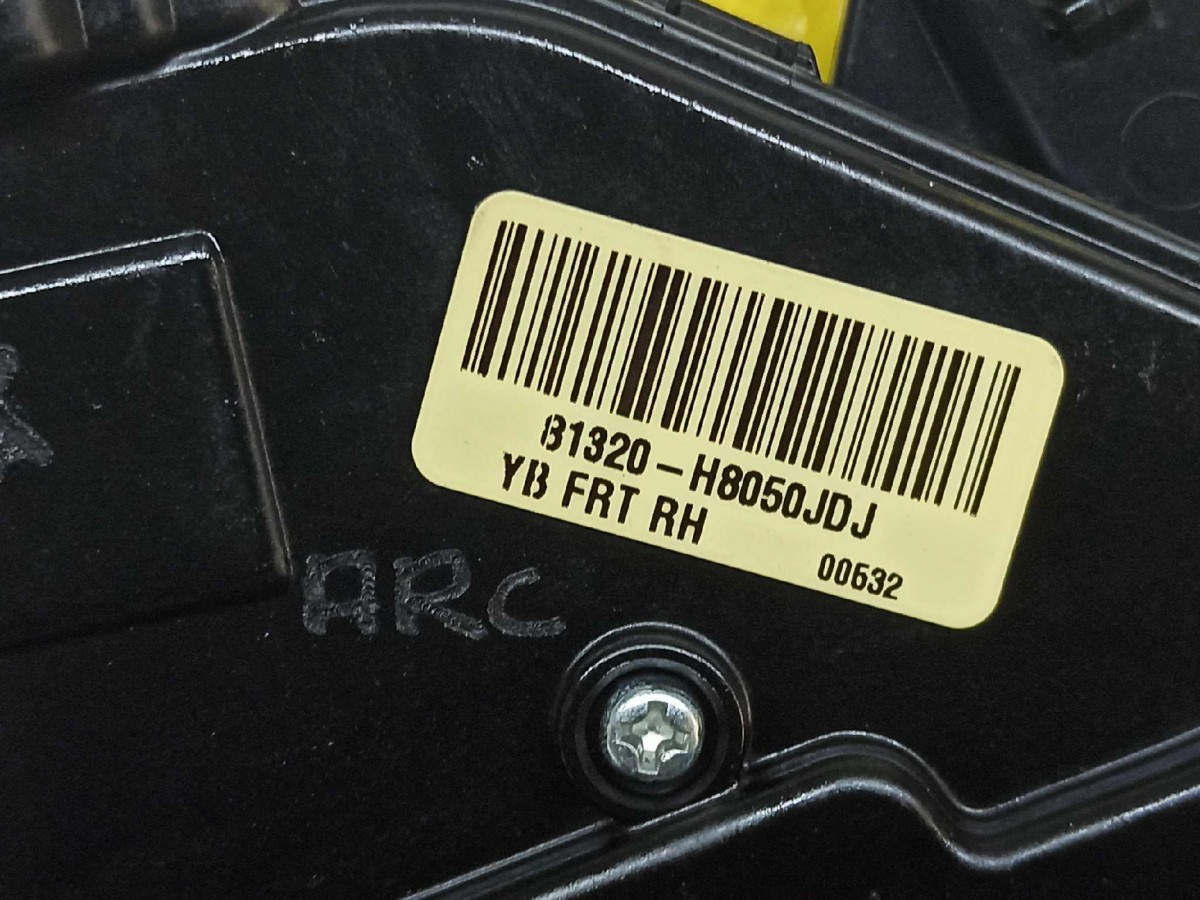 81320-H8050JDJ
YB FRT RH
00632
ARC